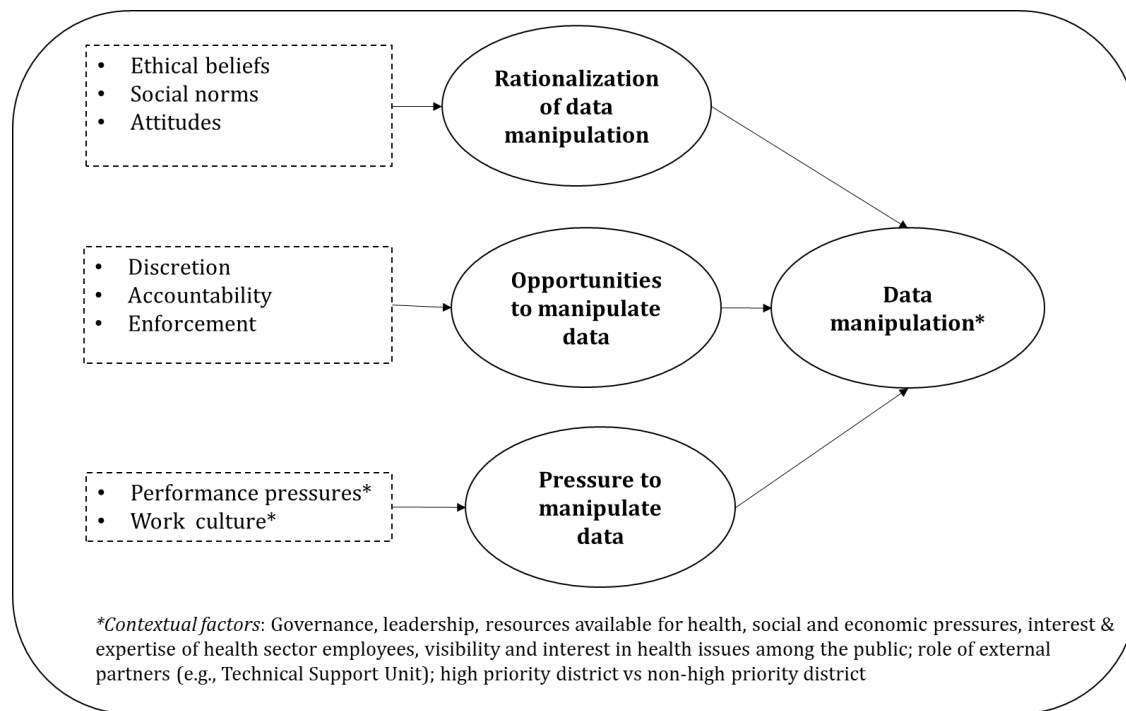 • Ethical beliefs
• Social norms
• Attitudes
Rationalization
of data
manipulation
• Discretion
• Accountability
• Enforcement
Opportunities
to manipulate
data
Data
manipulation*
• Performance pressures*
• Work culture*
Pressure to
manipulate
data
*Contextual factors: Governance, leadership, resources available for health, social and economic pressures, interest &
expertise of health sector employees, visibility and interest in health issues among the public; role of external
partners (e.g., Technical Support Unit); high priority district vs non-high priority district